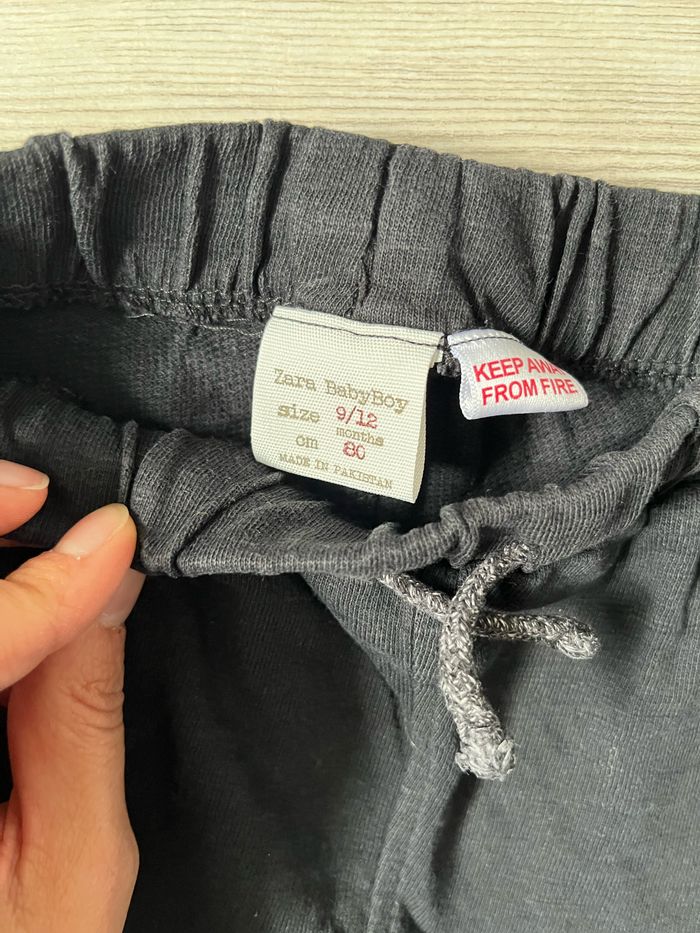 Zara BabyBoy
size 9/12
months
cm 80
MADE IN PAKISTAN
KEEP AWAY
FROM FIRE